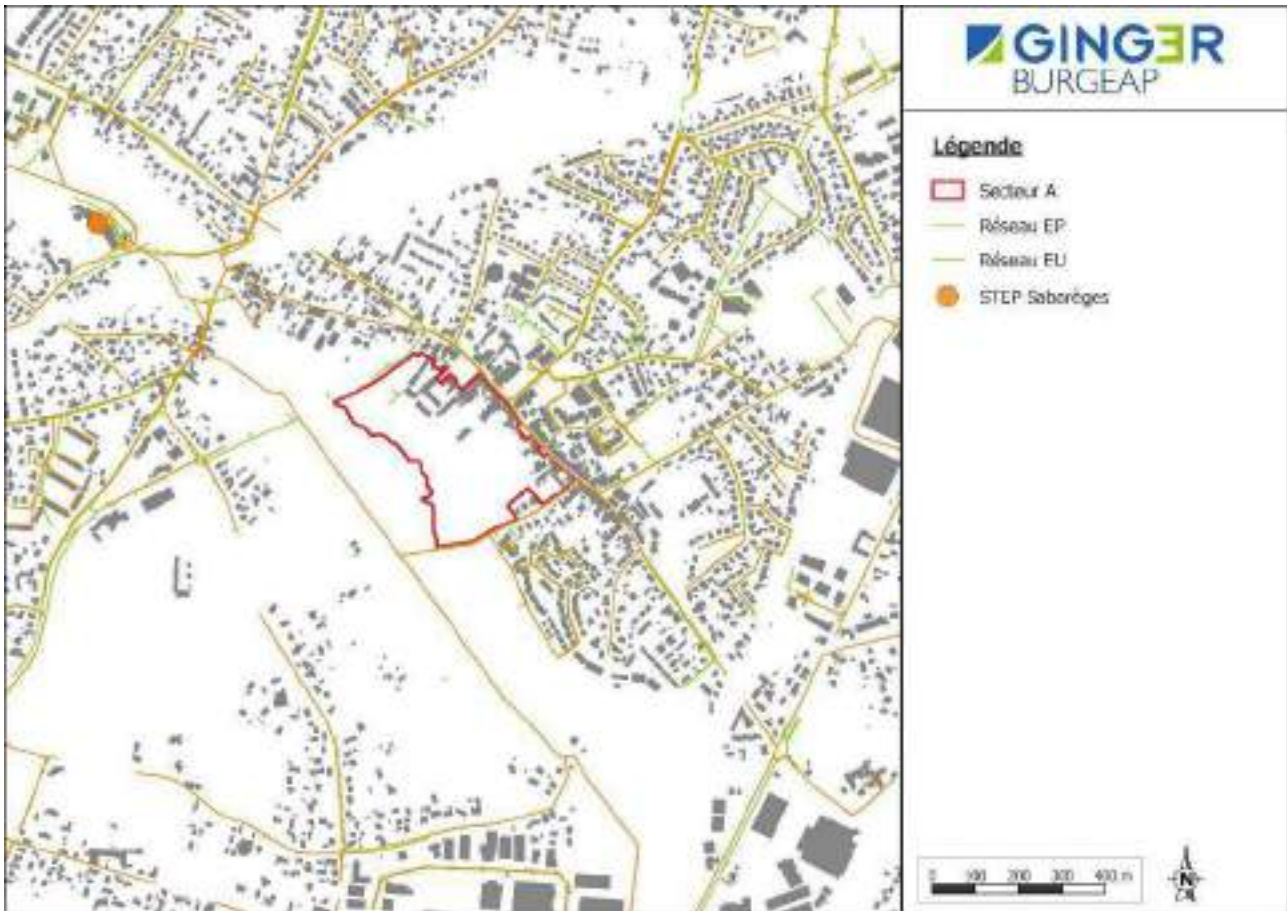 GINGER
BURGEAP
Légende
Secteur A
Réseau EP
Réseau EU
STEP Sabarèges
0 100 200 300 400 m
N